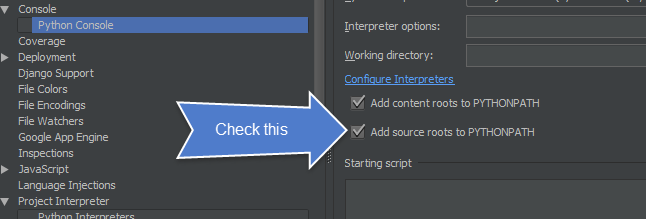 Console
Python Console
Coverage
Deployment
Django Support
File Colors
File Encodings
File Watchers
Google App Engine
Inspections
JavaScript
Language Injections
Project Interpreter
Python Interpreters
Interpreter options:
Working directory:
Configure Interpreters
Add content roots to PYTHONPATH
Check this
Add source roots to PYTHONPATH
Starting script